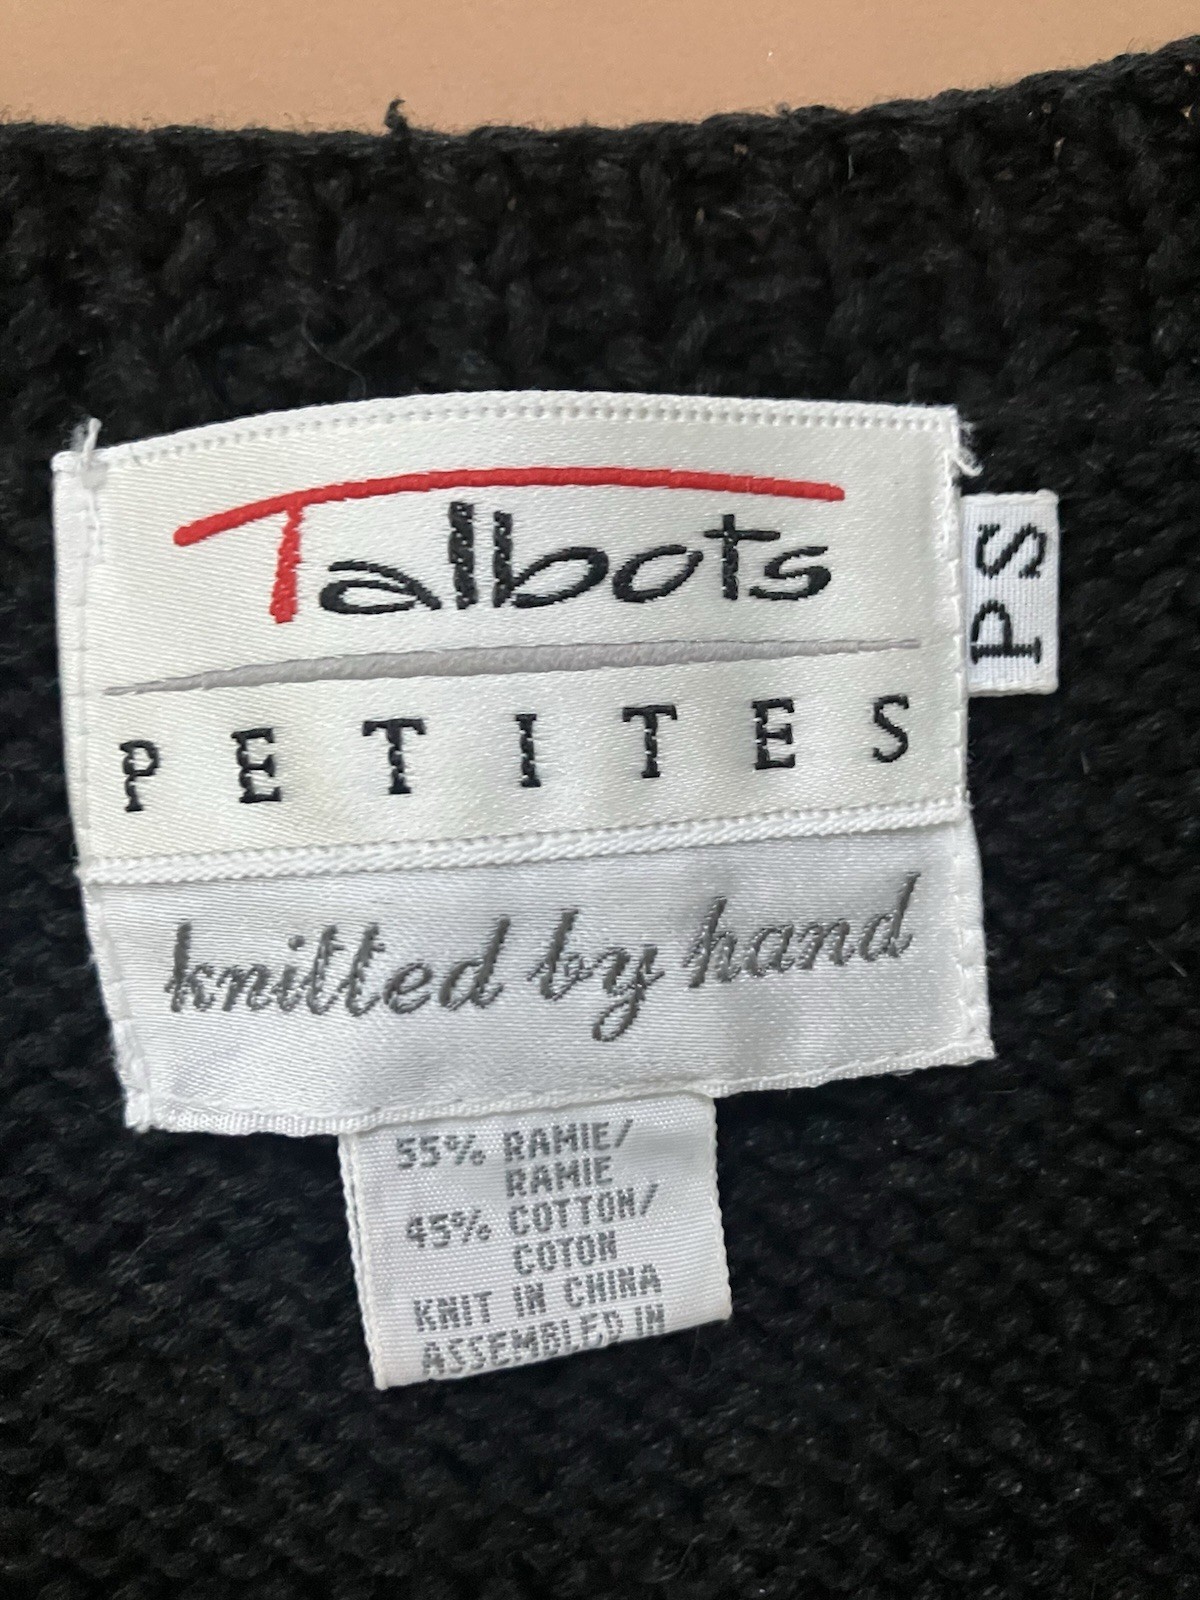 Talbots
PETITES
PS
knitted by hand
55% RAMIE/
RAMIE
45% COTTON/
COTON
KNIT IN CHINA
ASSEMBLED IN